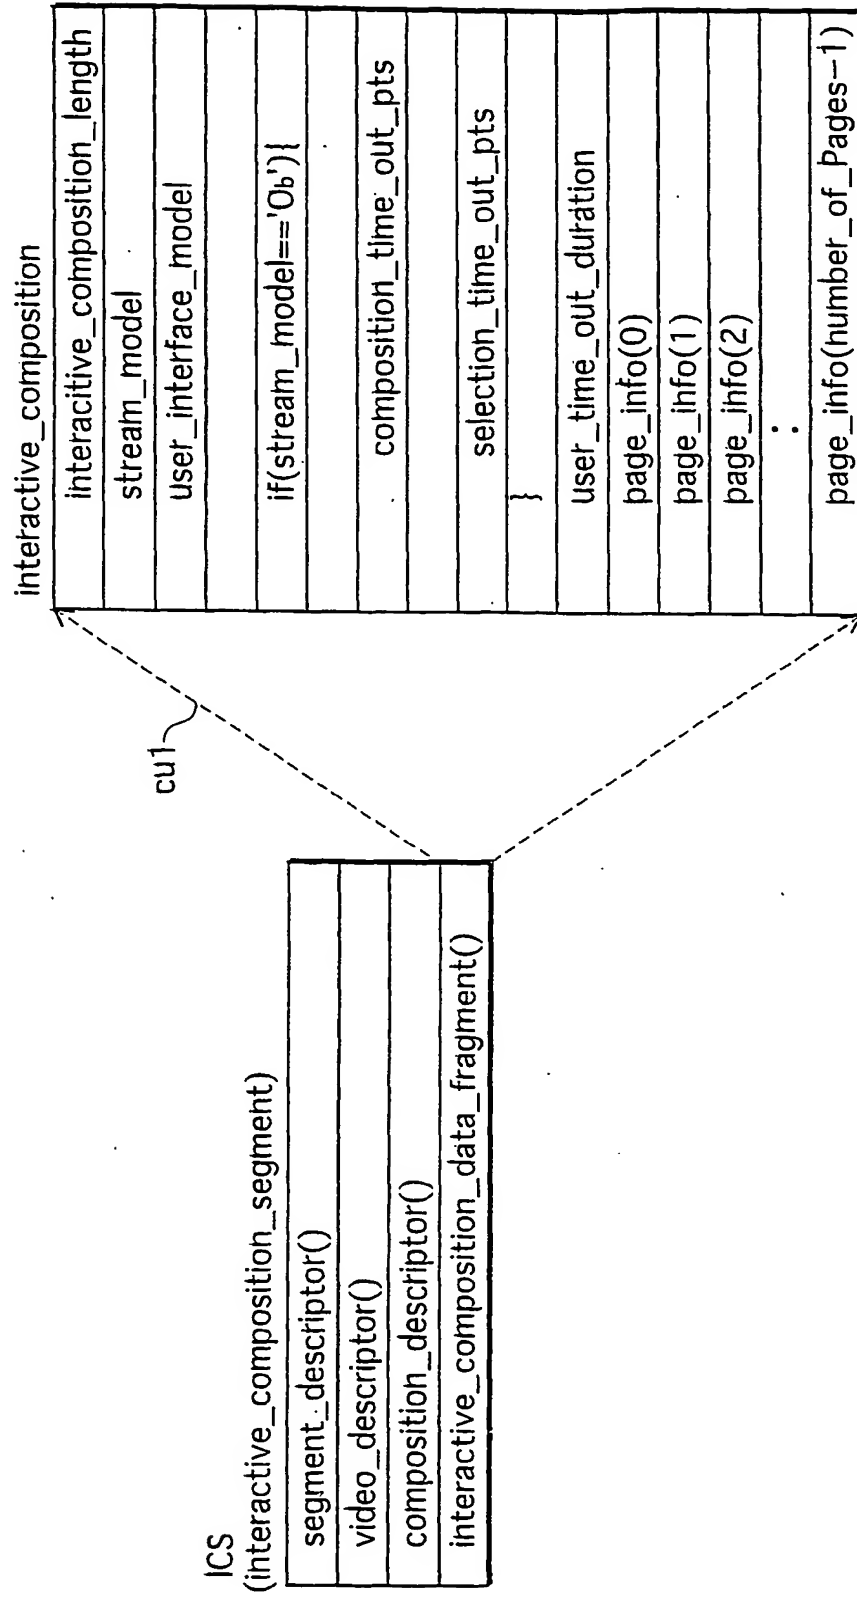 ICS
(interactive_composition_segment)
segment_descriptor()
video_descriptor()
composition_descriptor()
interactive_composition_data_fragment()
cu1
interactive_composition
interacitive_composition_length
stream_model
user_interface_model
if(stream_model=='0b'){
composition_time_out_pts
selection_time_out_pts
}
user_time_out_duration
page_info(0)
page_info(1)
page_info(2)
:
page_info(number_of_Pages-1)